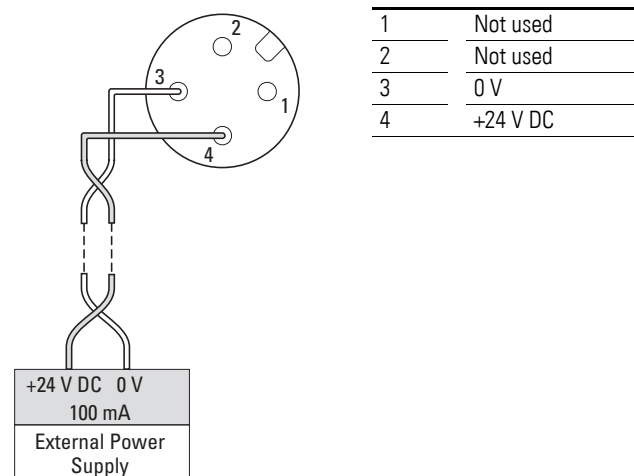 2
3
1
4
+24 V DC 0 V
100 mA
External Power
Supply
1 Not used
2 Not used
3 0 V
4 +24 V DC